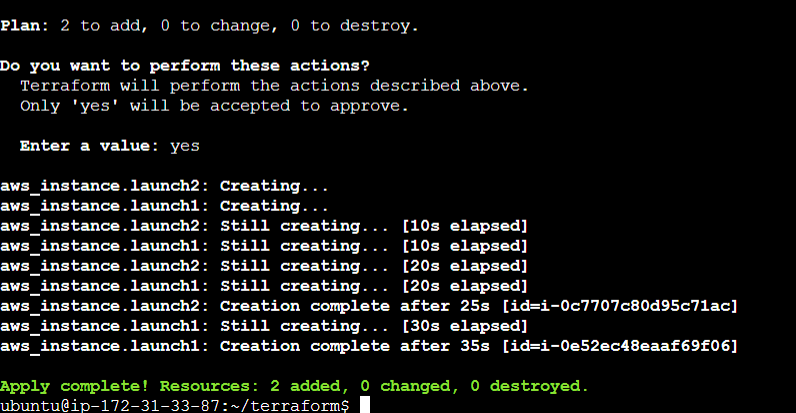 Plan: 2 to add, 0 to change, 0 to destroy.
Do you want to perform these actions?
Terraform will perform the actions described above.
Only 'yes' will be accepted to approve.
Enter a value: yes
aws_instance.launch2: Creating...
aws_instance.launch1: Creating...
aws_instance.launch2: Still creating... [10s elapsed]
aws_instance.launch1: Still creating... [10s elapsed]
aws_instance.launch2: Still creating... [20s elapsed]
aws_instance.launch1: Still creating... [20s elapsed]
aws_instance.launch2: Creation complete after 25s [id=i-0c7707c80d95c71ac]
aws_instance.launch1: Still creating... [30s elapsed]
aws_instance.launch1: Creation complete after 35s [id=i-0e52ec48eaaf69f06]
Apply complete! Resources: 2 added, 0 changed, 0 destroyed.
ubuntu@ip-172-31-33-87:~/terraform$